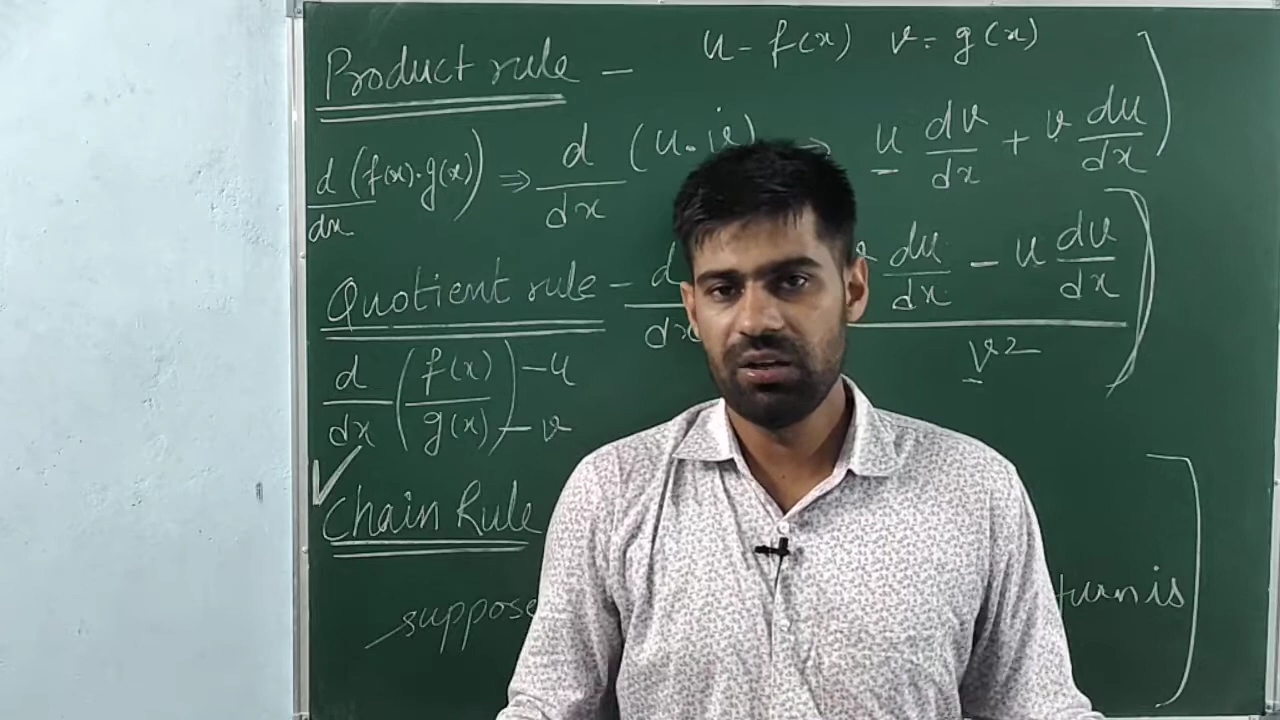 Product rule – u = f(x) v = g(x)
d/dx (f(x).g(x)) ⇒ d/dx (u.v) ⇒ u dv/dx + v du/dx
Quotient rule – d/dx v du/dx – u dv/dx / v2
d/dx (f(x)/g(x)) – u – v
Chain Rule
suppose turn is